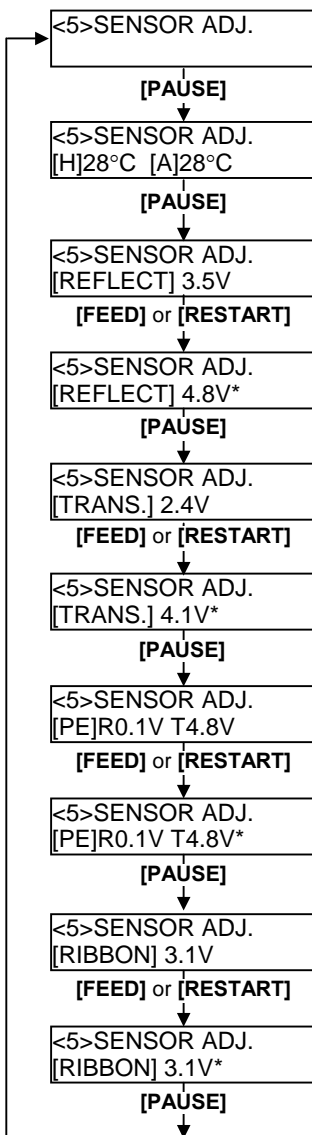 <5>SENSOR ADJ.
[PAUSE]
<5>SENSOR ADJ.
[H]28°C [A]28°C
[PAUSE]
<5>SENSOR ADJ.
[REFLECT] 3.5V
[FEED] or [RESTART]
<5>SENSOR ADJ.
[REFLECT] 4.8V*
[PAUSE]
<5>SENSOR ADJ.
[TRANS.] 2.4V
[FEED] or [RESTART]
<5>SENSOR ADJ.
[TRANS.] 4.1V*
[PAUSE]
<5>SENSOR ADJ.
[PE]R0.1V T4.8V
[FEED] or [RESTART]
<5>SENSOR ADJ.
[PE]R0.1V T4.8V*
[PAUSE]
<5>SENSOR ADJ.
[RIBBON] 3.1V
[FEED] or [RESTART]
<5>SENSOR ADJ.
[RIBBON] 3.1V*
[PAUSE]